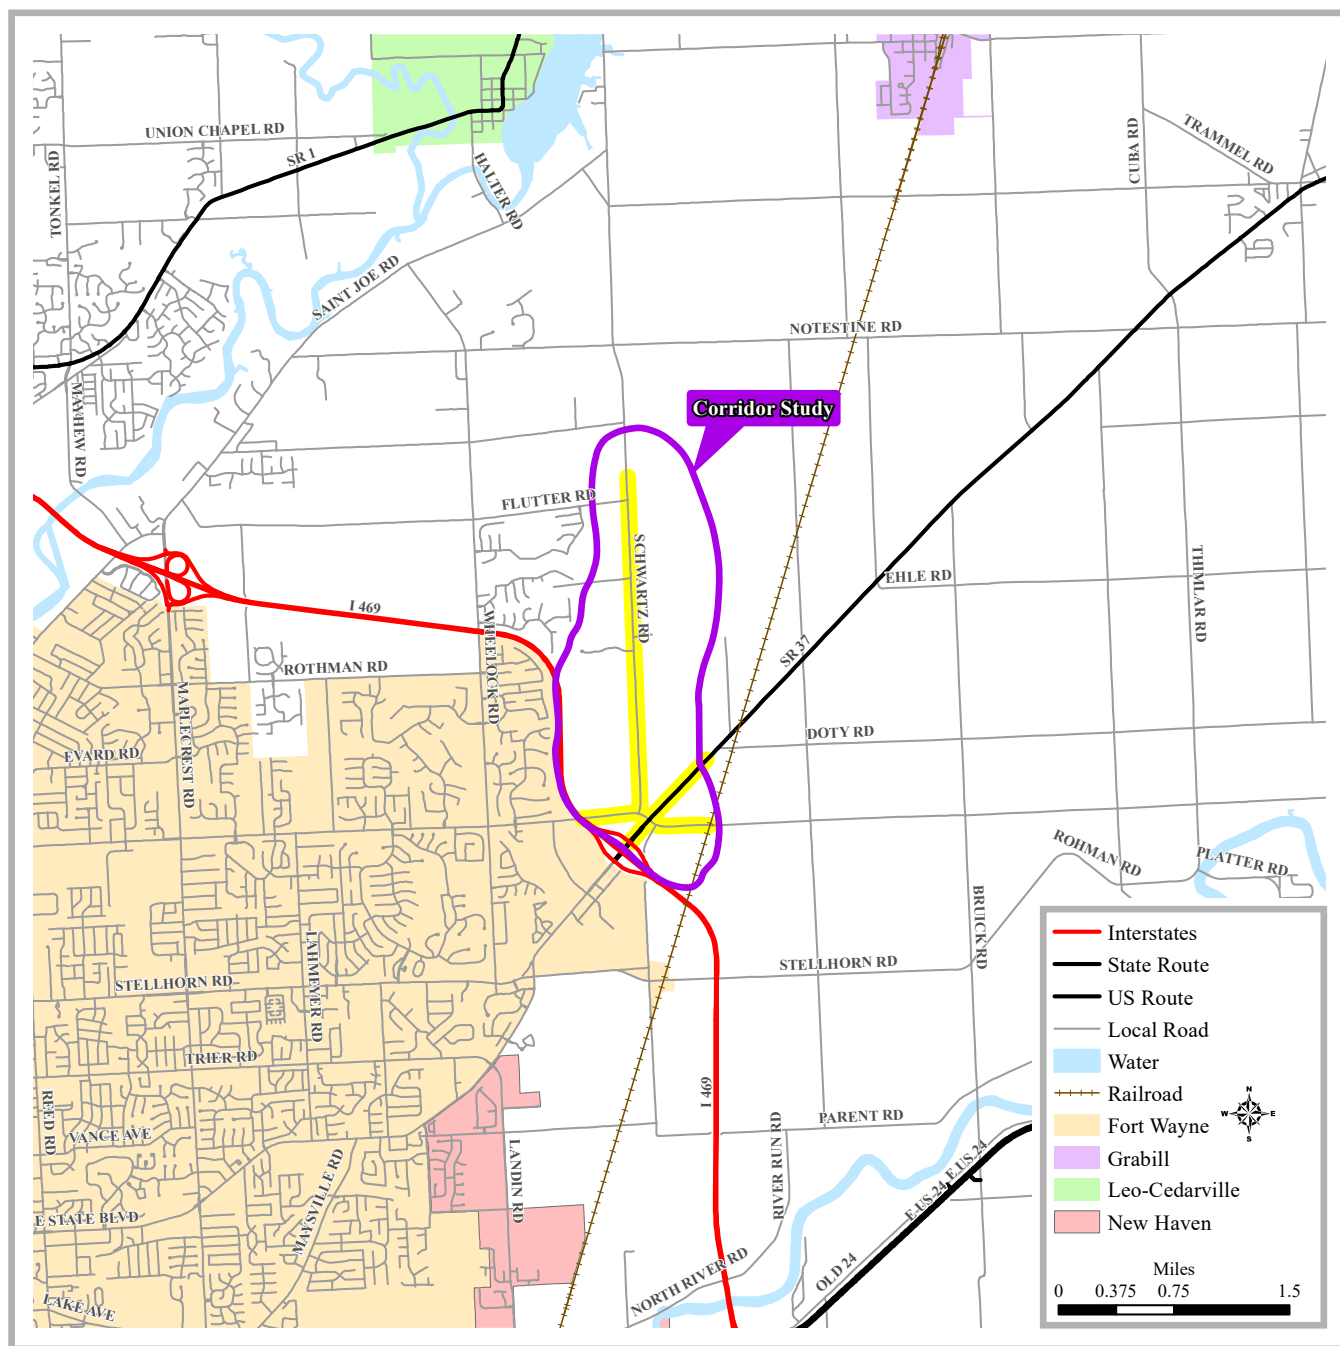 UNION CHAPEL RD
SR 1
TONKEL RD
HALTER RD
CUBA RD
TRAMMEL RD
SAINT JOE RD
NOTESTINE RD
MAYHEW RD
Corridor Study
FLUTTER RD
SCHWARTZ RD
EHLE RD
THIMLAR RD
I 469
WHEELOCK RD
SR 37
ROTHMAN RD
MAPLECREST RD
EVARD RD
DOTY RD
ROHMAN RD
PLATTER RD
BRUICK RD
LAHMEYER RD
STELLHORN RD
STELLHORN RD
TRIER RD
I 469
REED RD
VANCE AVE
PARENT RD
RIVER RUN RD
LANDIN RD
MAYSVILLE RD
E US 24
E US 24
E STATE BLVD
NORTH RIVER RD
OLD 24
LAKE AVE
Interstates
State Route
US Route
Local Road
Water
Railroad
Fort Wayne
Grabill
Leo-Cedarville
New Haven
N
W E
S
Miles
0 0.375 0.75 1.5